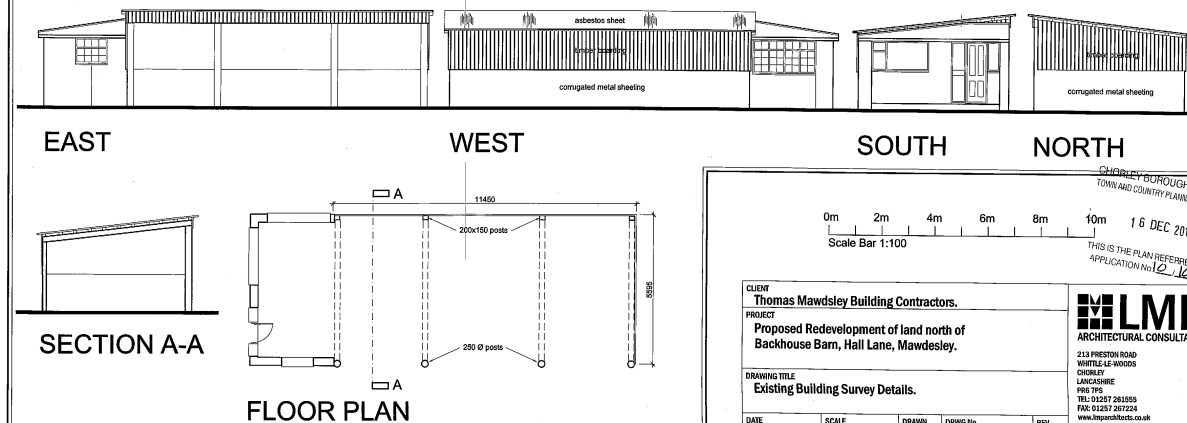 asbestos sheet
timber boarding
timber boarding
corrugated metal sheeting
corrugated metal sheeting
EAST
WEST
SOUTH
NORTH
CHORLEY BOROUGH
TOWN AND COUNTRY PLANN
16 DEC 201
THIS IS THE PLAN REFERRE
APPLICATION No. 10
A
11450
200x150 posts
5595
250 Ø posts
A
SECTION A-A
FLOOR PLAN
0m 2m 4m 6m 8m 10m
Scale Bar 1:100
CLIENT
Thomas Mawdsley Building Contractors.
PROJECT
Proposed Redevelopment of land north of
Backhouse Barn, Hall Lane, Mawdesley.
DRAWING TITLE
Existing Building Survey Details.
DATE SCALE DRAWN DRWG No. REV
LM
ARCHITECTURAL CONSULTA
213 PRESTON ROAD
WHITTLE-LE-WOODS
CHORLEY
LANCASHIRE
PR6 7PS
TEL: 01257 261555
FAX: 01257 267224
www.lmparchitects.co.uk